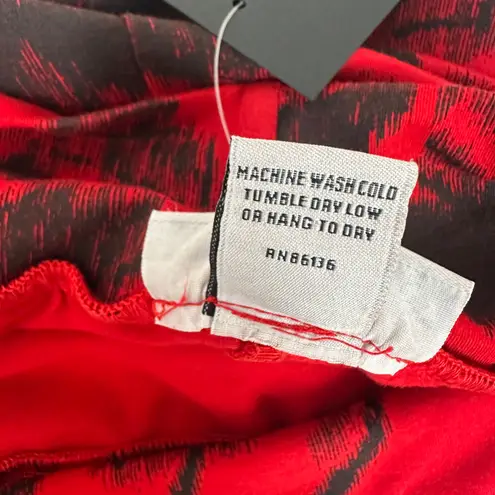 MACHINE WASH COLD
TUMBLE DRY LOW
OR HANG TO DRY
RN86136